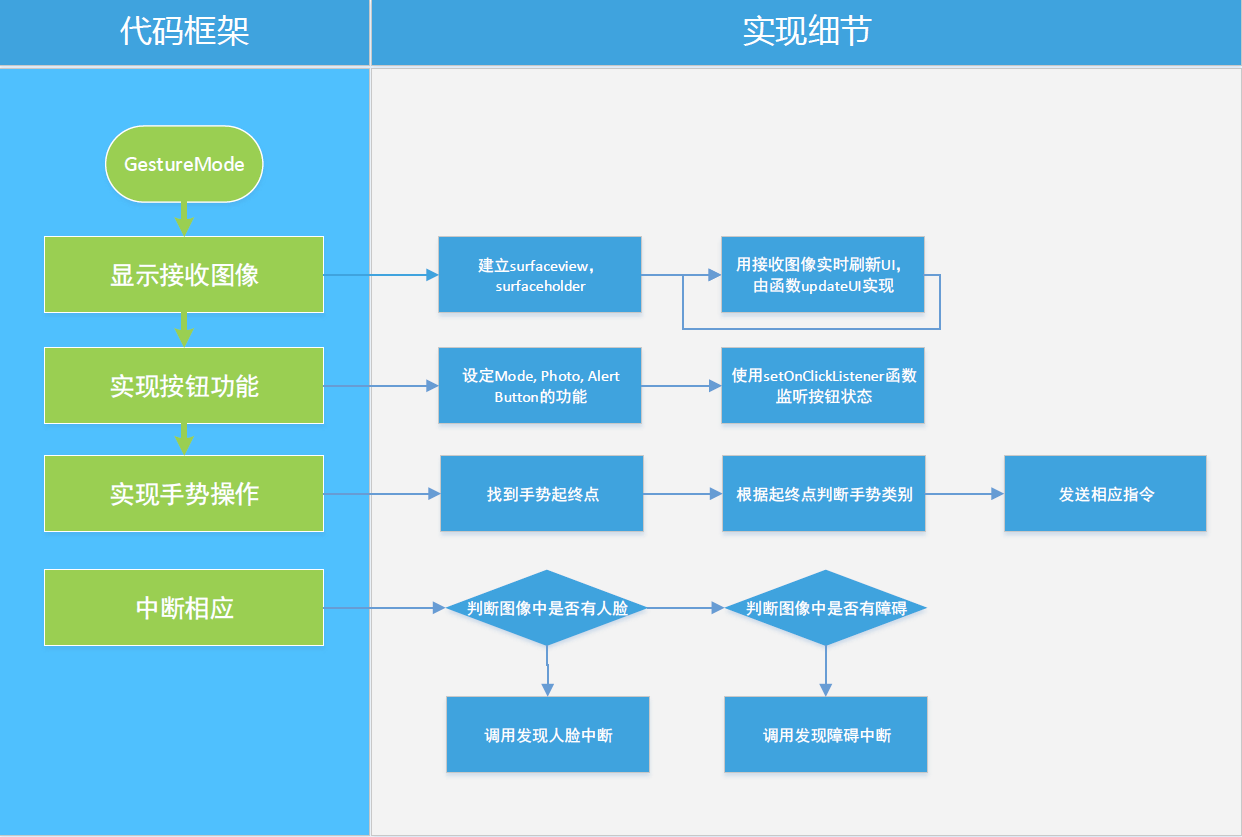 代码框架
实现细节
GestureMode
显示接收图像
建立surfaceview，
surfaceholder
用接收图像实时刷新UI，
由函数updateUI实现
实现按钮功能
设定Mode, Photo, Alert
Button的功能
使用setOnClickListener函数
监听按钮状态
实现手势操作
找到手势起终点
根据起终点判断手势类别
发送相应指令
中断相应
判断图像中是否有人脸
判断图像中是否有障碍
调用发现人脸中断
调用发现障碍中断